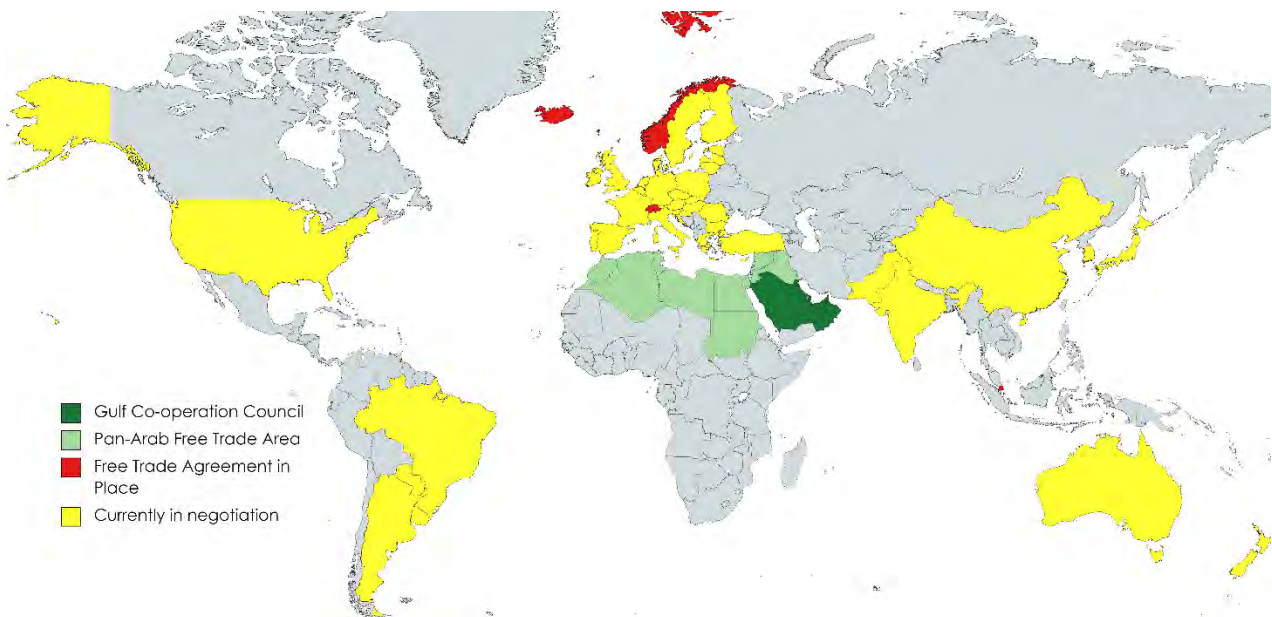 Gulf Co-operation Council
Pan-Arab Free Trade Area
Free Trade Agreement in
Place
Currently in negotiation